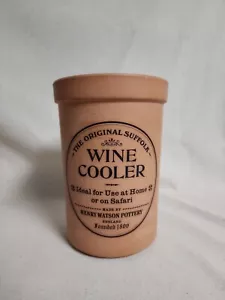 THE ORIGINAL SUFFOLK
WINE
COOLER
Ideal for Use at Home
or on Safari
MADE BY
HENRY WATSON POTTERY
ENGLAND
Founded 1800